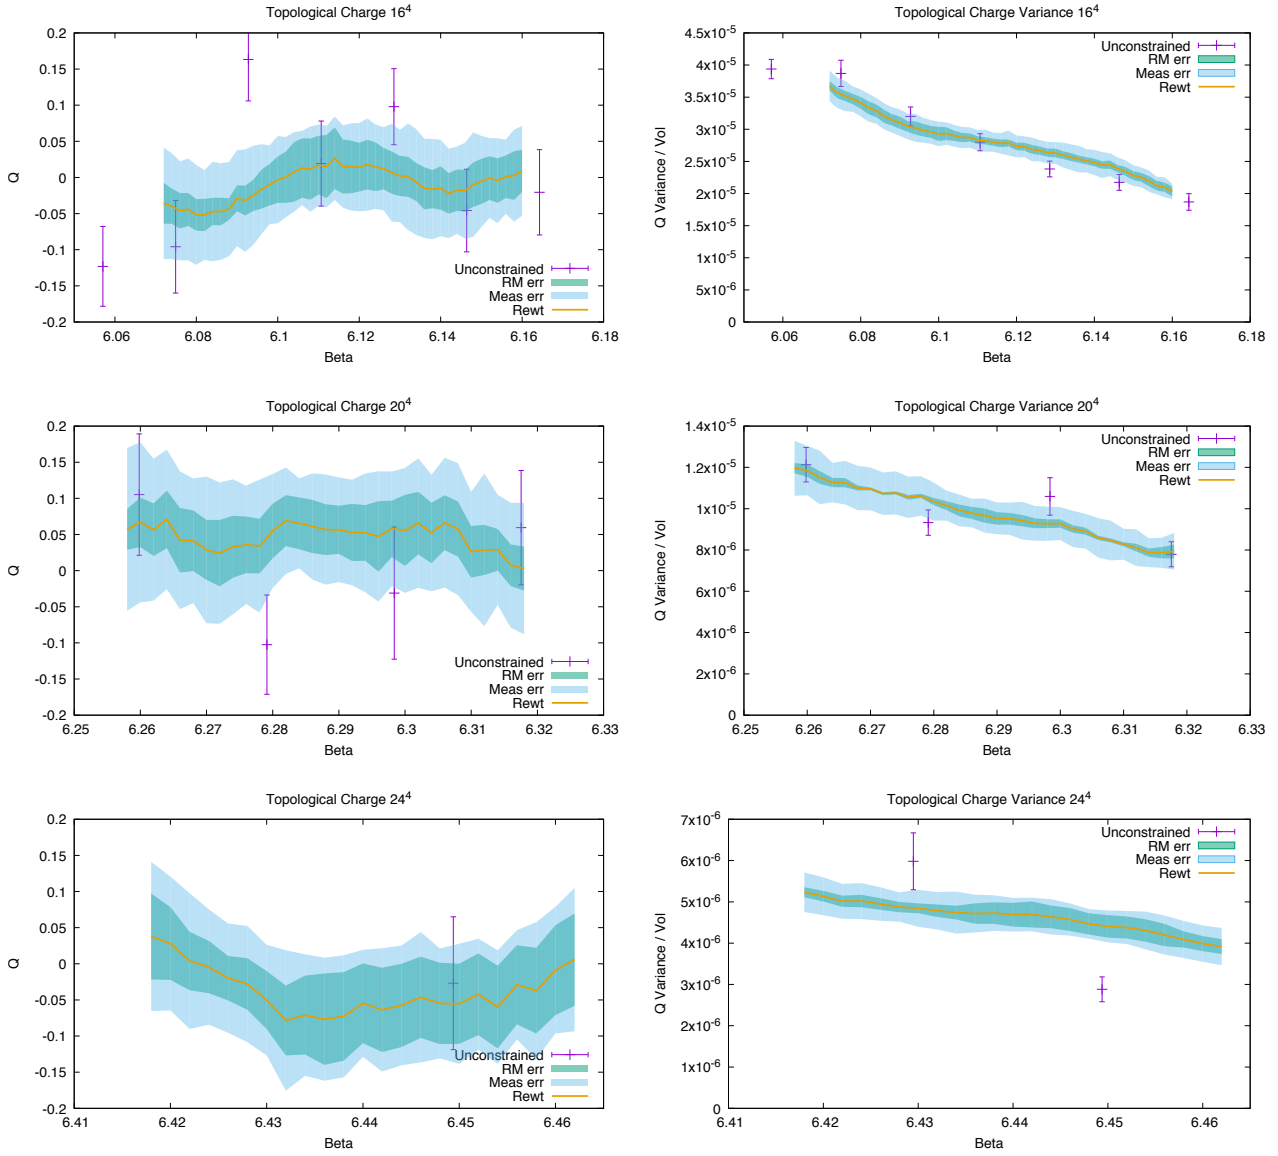 Topological Charge 16⁴
0.2
0.15
0.1
0.05
0
-0.05
-0.1
-0.15
-0.2
Q
Unconstrained
RM err
Meas err
Rewt
6.06 6.08 6.1 6.12 6.14 6.16 6.18
Beta
Topological Charge Variance 16⁴
4.5x10⁻⁵
4x10⁻⁵
3.5x10⁻⁵
3x10⁻⁵
2.5x10⁻⁵
2x10⁻⁵
1.5x10⁻⁵
1x10⁻⁵
5x10⁻⁶
0
Q Variance / Vol
Unconstrained
RM err
Meas err
Rewt
6.06 6.08 6.1 6.12 6.14 6.16 6.18
Beta
Topological Charge 20⁴
0.2
0.15
0.1
0.05
0
-0.05
-0.1
-0.15
-0.2
Q
Unconstrained
RM err
Meas err
Rewt
6.25 6.26 6.27 6.28 6.29 6.3 6.31 6.32 6.33
Beta
Topological Charge Variance 20⁴
1.4x10⁻⁵
1.2x10⁻⁵
1x10⁻⁵
8x10⁻⁶
6x10⁻⁶
4x10⁻⁶
2x10⁻⁶
0
Q Variance / Vol
Unconstrained
RM err
Meas err
Rewt
6.25 6.26 6.27 6.28 6.29 6.3 6.31 6.32 6.33
Beta
Topological Charge 24⁴
0.2
0.15
0.1
0.05
0
-0.05
-0.1
-0.15
-0.2
Q
Unconstrained
RM err
Meas err
Rewt
6.41 6.42 6.43 6.44 6.45 6.46
Beta
Topological Charge Variance 24⁴
7x10⁻⁶
6x10⁻⁶
5x10⁻⁶
4x10⁻⁶
3x10⁻⁶
2x10⁻⁶
1x10⁻⁶
0
Q Variance / Vol
Unconstrained
RM err
Meas err
Rewt
6.41 6.42 6.43 6.44 6.45 6.46
Beta